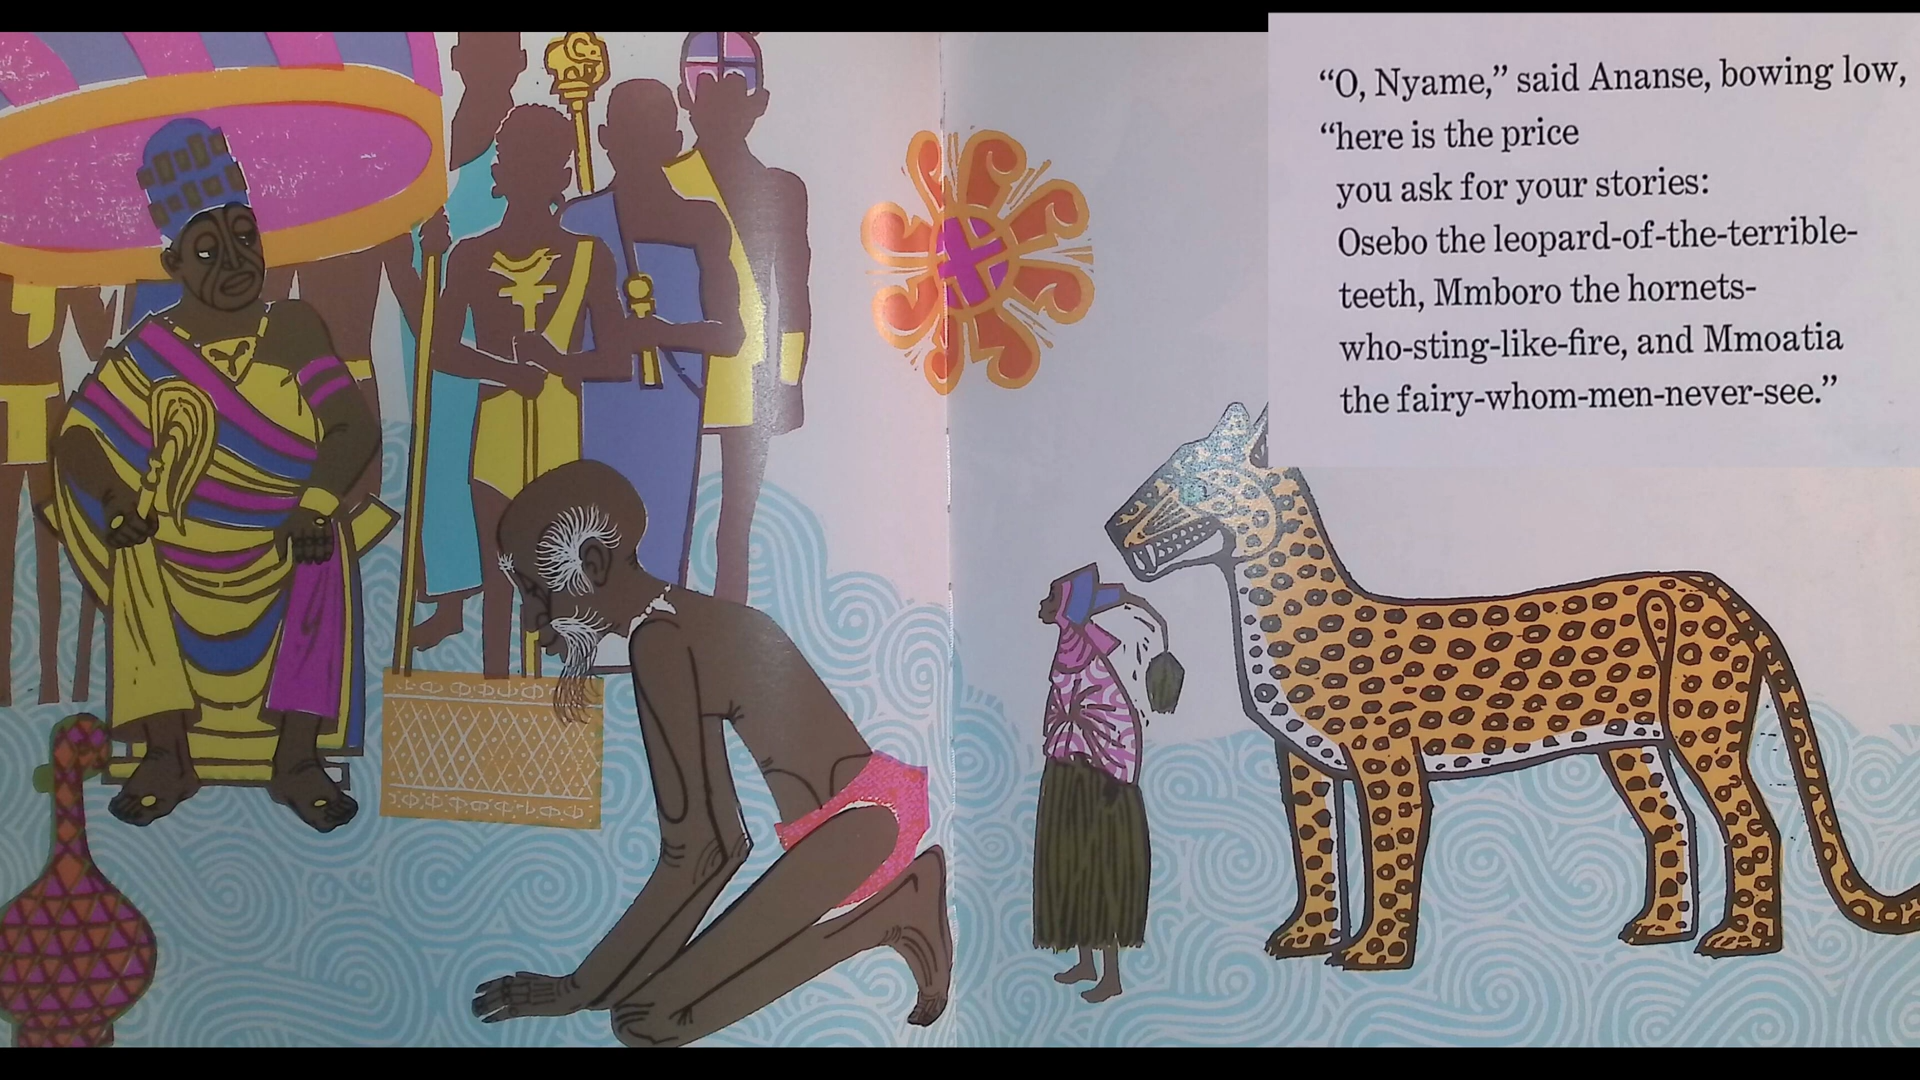 “O, Nyame,” said Ananse, bowing low,
“here is the price
you ask for your stories:
Osebo the leopard-of-the-terrible-
teeth, Mmboro the hornets-
who-sting-like-fire, and Mmoatia
the fairy-whom-men-never-see.”